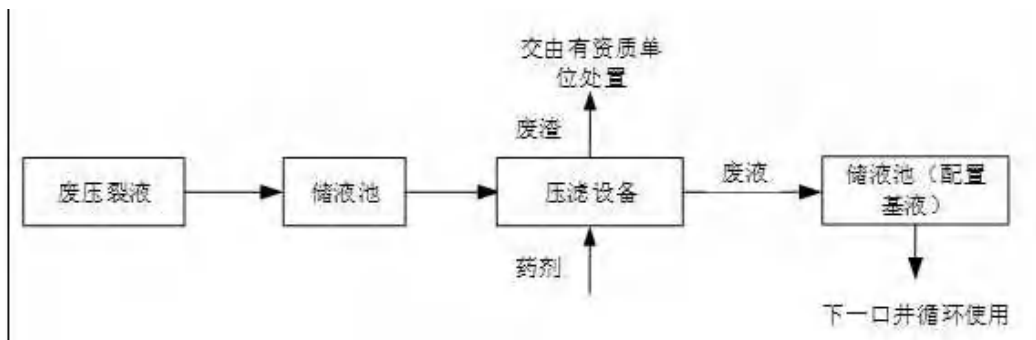 交由有资质单
位处置
废渣
废压裂液
储液池
压滤设备
废液
储液池（配置
基液）
药剂
下一口井循环使用